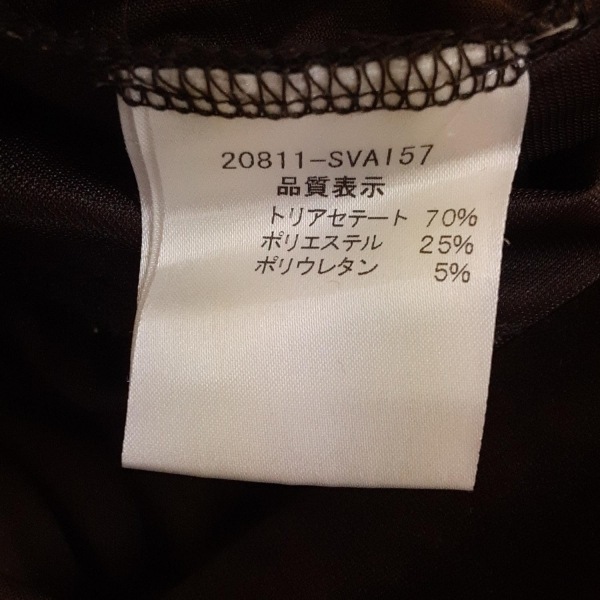 20811-SVA157
品質表示
トリアセテート 70%
ポリエステル 25%
ポリウレタン 5%